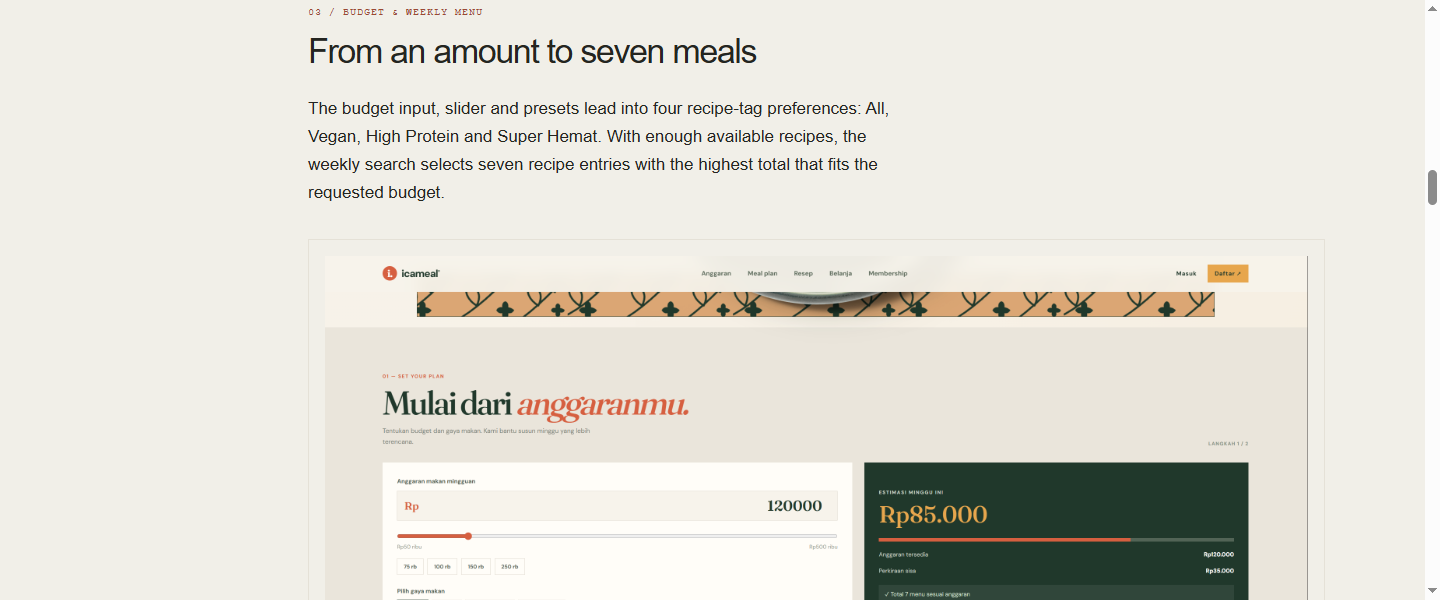 03 / BUDGET & WEEKLY MENU
From an amount to seven meals
The budget input, slider and presets lead into four recipe-tag preferences: All,
Vegan, High Protein and Super Hemat. With enough available recipes, the
weekly search selects seven recipe entries with the highest total that fits the
requested budget.
icameal
Anggaran Meal plan Resep Belanja Membership
Masuk Daftar ↗
01 — SET YOUR PLAN
Mulai dari anggaranmu.
Tentukan budget dan gaya makan. Kami bantu susun minggu yang lebih
terencana.
LANGKAH 1 / 2
Anggaran makan mingguan
Rp 120000
Rp50 ribu Rp500 ribu
75 rb 100 rb 150 rb 250 rb
Pilih gaya makan
ESTIMASI MINGGU INI
Rp85.000
Anggaran tersedia Rp120.000
Perkiraan sisa Rp35.000
✓ Total 7 menu sesuai anggaran